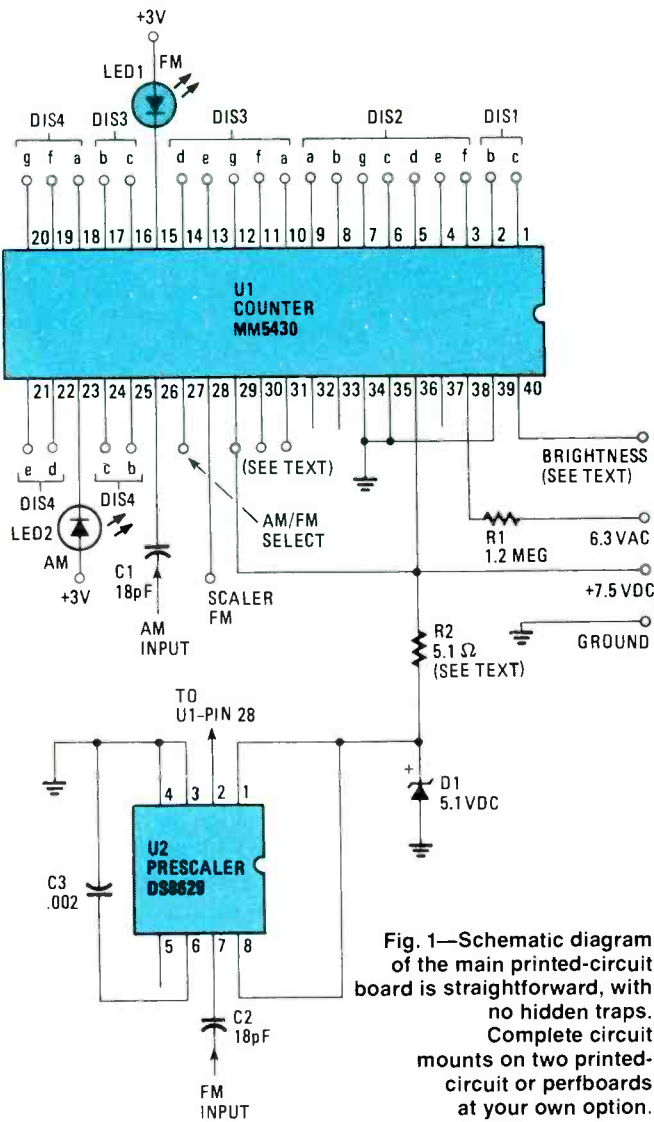 +3V
LED1
FM
DIS4 DIS3 DIS3 DIS2 DIS1
g f a b c d e g f a a b g c d e f b c
20 19 18 17 16 15 14 13 12 11 10 9 8 7 6 5 4 3 2 1
U1
COUNTER
MM5430
21 22 23 24 25 26 27 28 29 30 31 32 33 34 35 36 37 38 39 40
e d c b
(SEE TEXT)
DIS4 DIS4
LED2
AM
+3V
C1
18pF
AM
INPUT
AM/FM
SELECT
SCALER
FM
BRIGHTNESS
(SEE TEXT)
R1
1.2 MEG
6.3 VAC
+7.5 VDC
GROUND
R2
5.1 Ω
(SEE TEXT)
TO
U1-PIN 28
+
D1
5.1 VDC
4 3 2 1
U2
PRESCALER
DS8629
C3
.002
5 6 7 8
C2
18pF
FM
INPUT
Fig. 1—Schematic diagram
of the main printed-circuit
board is straightforward, with
no hidden traps.
Complete circuit
mounts on two printed-
circuit or perfboards
at your own option.